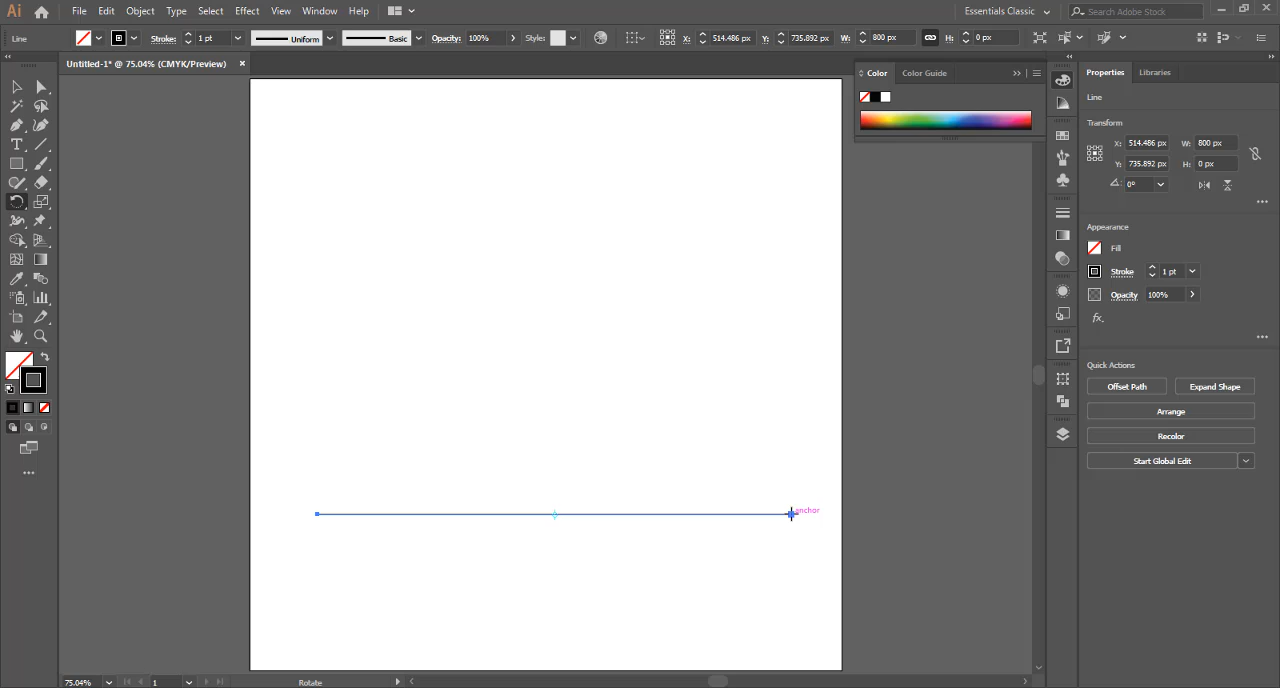 Ai File Edit Object Type Select Effect View Window Help Essentials Classic Search Adobe Stock
Line Stroke: 1 pt Uniform Basic Opacity: 100% Style: X: 514.486 px Y: 735.892 px W: 800 px H: 0 px
Untitled-1* @ 75.04% (CMYK/Preview)
Color Color Guide
Properties Libraries
Line
Transform
X: 514.486 px W: 800 px
Y: 735.892 px H: 0 px
0°
Appearance
Fill
Stroke 1 pt
Opacity 100%
fx.
Quick Actions
Offset Path Expand Shape
Arrange
Recolor
Start Global Edit
anchor
75.04% 1 Rotate